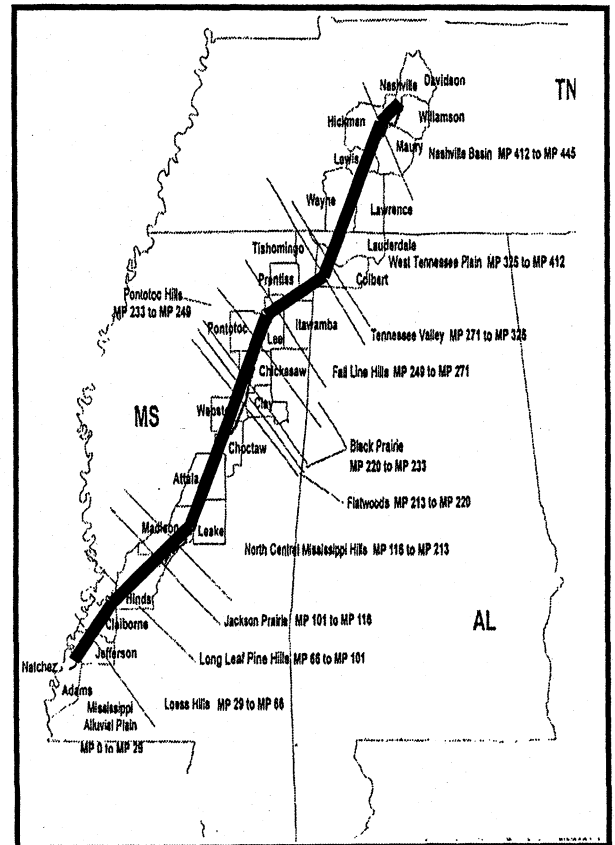 Nashville
Davidson
TN
Hickman
Willamson
Maury
Nashville Basin MP 412 to MP 445
Lewis
Wayne
Lawrence
Tishomingo
Lauderdale
West Tennessee Plain MP 325 to MP 412
Colbert
Prentiss
Pontotoc Hills
MP 233 to MP 249
Itawamba
Pontotoc
Lee
Tennessee Valley MP 271 to MP 325
Chickasaw
Fall Line Hills MP 249 to MP 271
MS
Webst
Clay
Choctaw
Black Prairie
MP 220 to MP 233
Attala
Flatwoods MP 213 to MP 220
Madison
Leake
North Central Mississippi Hills MP 116 to MP 213
Hinds
Jackson Prairie MP 101 to MP 116
AL
Claiborne
Jefferson
Long Leaf Pine Hills MP 66 to MP 101
Natchez
Adams
Loess Hills MP 29 to MP 66
Mississippi
Alluvial Plain
MP 0 to MP 29